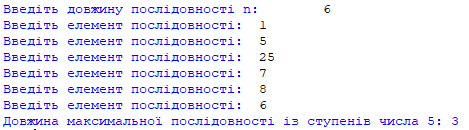 Введіть довжину послідовності n: 6
Введіть елемент послідовності: 1
Введіть елемент послідовності: 5
Введіть елемент послідовності: 25
Введіть елемент послідовності: 7
Введіть елемент послідовності: 8
Введіть елемент послідовності: 6
Довжина максимальної послідовності із ступенів числа 5: 3